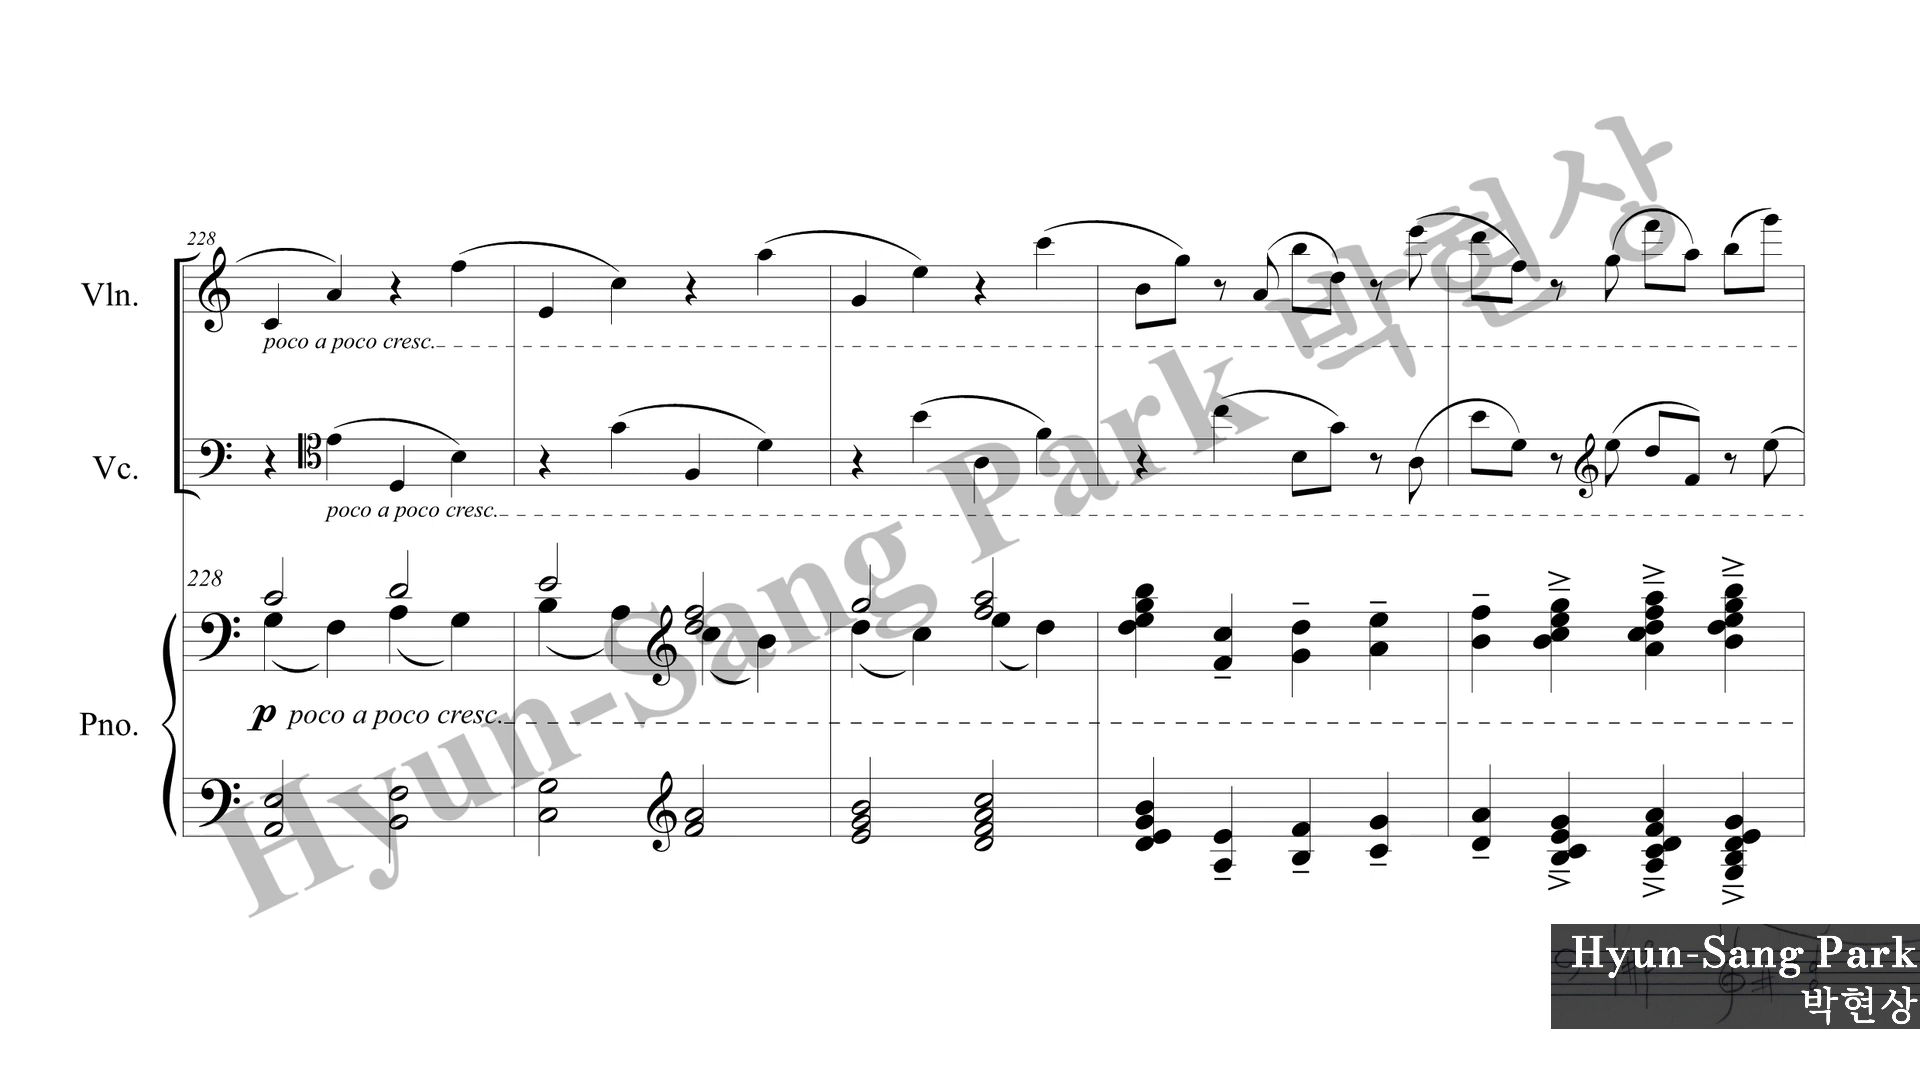 228
Vln.
poco a poco cresc.
Vc.
poco a poco cresc.
228
Pno.
p poco a poco cresc.
Hyun-Sang Park 박현상
Hyun-Sang Park
박현상